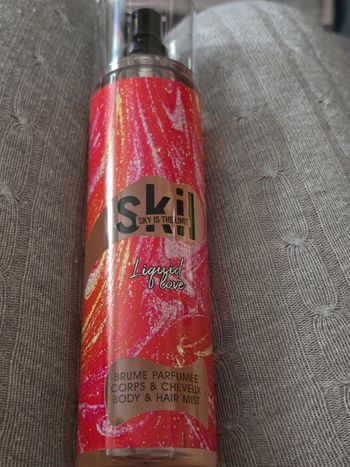 skil
SKY IS THE LIMIT
Liquid
love
BRUME PARFUMÉE
CORPS & CHEVEUX
BODY & HAIR MIST